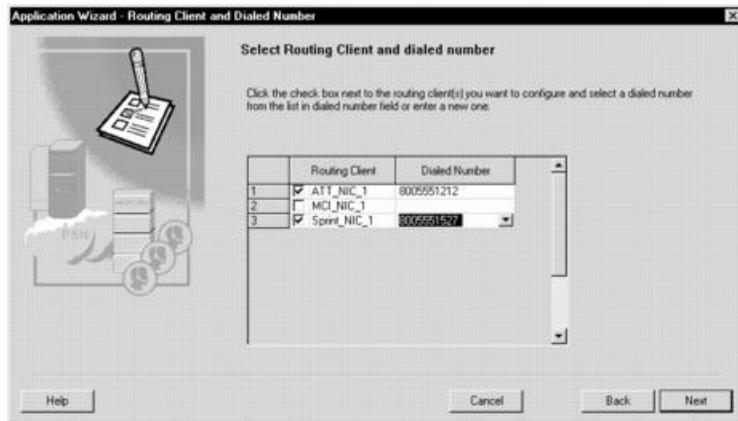 Application Wizard - Routing Client and Dialed Number
Select Routing Client and dialed number
Click the check box next to the routing client(s) you want to configure and select a dialed number
from the list in dialed number field or enter a new one.
Routing Client Dialed Number
1 ATT_NIC_1 8005551212
2 MCI_NIC_1
3 Sprint_NIC_1 8005551527
PSN
Help Cancel Back Next